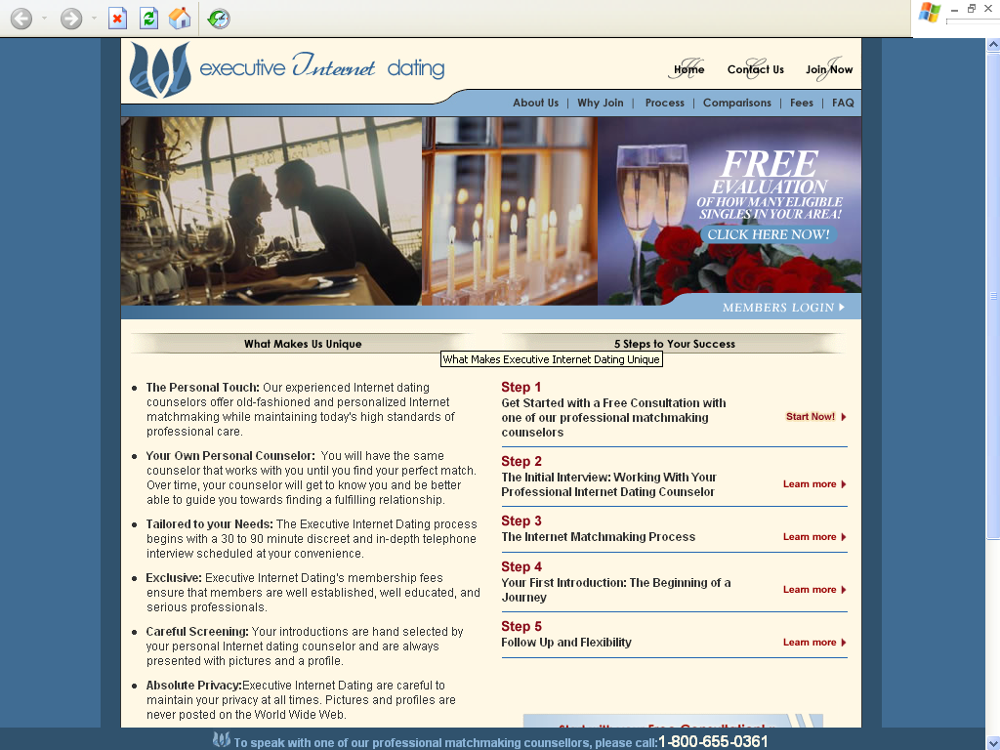 executive Internet dating
Home Contact Us Join Now
About Us | Why Join | Process | Comparisons | Fees | FAQ
FREE
EVALUATION
OF HOW MANY ELIGIBLE
SINGLES IN YOUR AREA!
CLICK HERE NOW!
MEMBERS LOGIN
What Makes Us Unique
What Makes Executive Internet Dating Unique
The Personal Touch: Our experienced Internet dating
counselors offer old-fashioned and personalized Internet
matchmaking while maintaining today's high standards of
professional care.
Your Own Personal Counselor: You will have the same
counselor that works with you until you find your perfect match.
Over time, your counselor will get to know you and be better
able to guide you towards finding a fulfilling relationship.
Tailored to your Needs: The Executive Internet Dating process
begins with a 30 to 90 minute discreet and in-depth telephone
interview scheduled at your convenience.
Exclusive: Executive Internet Dating's membership fees
ensure that members are well established, well educated, and
serious professionals.
Careful Screening: Your introductions are hand selected by
your personal Internet dating counselor and are always
presented with pictures and a profile.
Absolute Privacy:Executive Internet Dating are careful to
maintain your privacy at all times. Pictures and profiles are
never posted on the World Wide Web.
5 Steps to Your Success
Step 1
Get Started with a Free Consultation with
one of our professional matchmaking
counselors
Start Now!
Step 2
The Initial Interview: Working With Your
Professional Internet Dating Counselor
Learn more
Step 3
The Internet Matchmaking Process
Learn more
Step 4
Your First Introduction: The Beginning of a
Journey
Learn more
Step 5
Follow Up and Flexibility
Learn more
Start with your Free Consultation!
To speak with one of our professional matchmaking counsellors, please call:1-800-655-0361